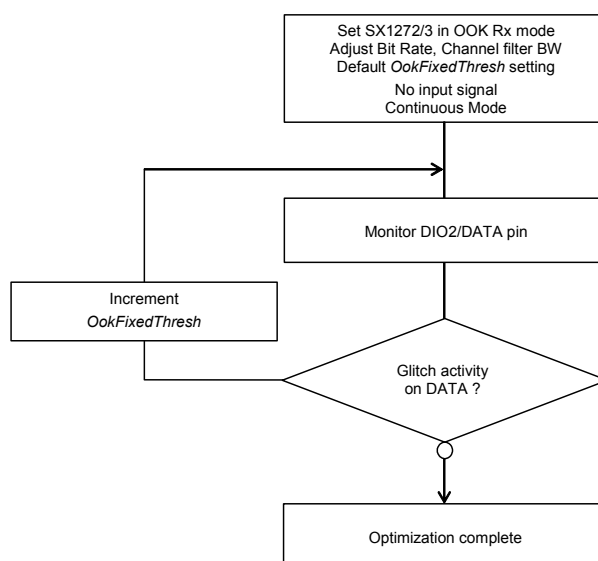 Set SX1272/3 in OOK Rx mode
Adjust Bit Rate, Channel filter BW
Default OokFixedThresh setting
No input signal
Continuous Mode
Monitor DIO2/DATA pin
Increment
OokFixedThresh
Glitch activity
on DATA ?
Optimization complete